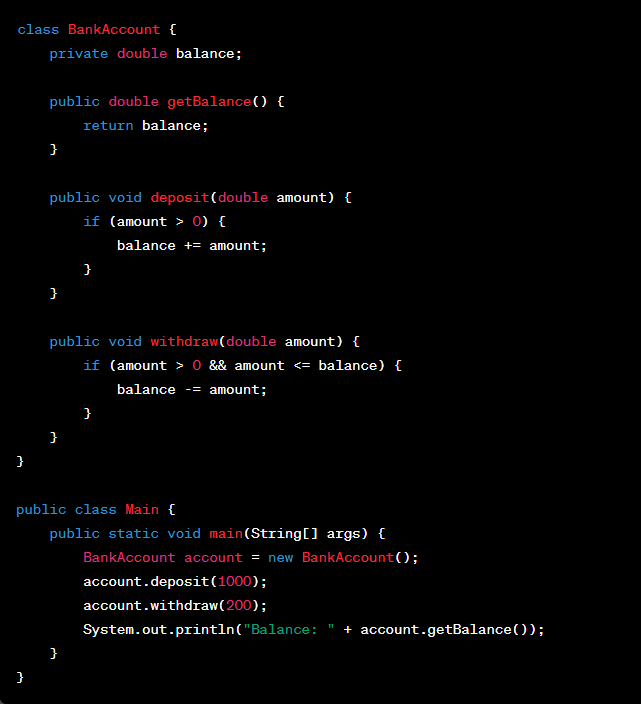 class BankAccount {
    private double balance;

    public double getBalance() {
        return balance;
    }

    public void deposit(double amount) {
        if (amount > 0) {
            balance += amount;
        }
    }

    public void withdraw(double amount) {
        if (amount > 0 && amount <= balance) {
            balance -= amount;
        }
    }
}

public class Main {
    public static void main(String[] args) {
        BankAccount account = new BankAccount();
        account.deposit(1000);
        account.withdraw(200);
        System.out.println("Balance: " + account.getBalance());
    }
}